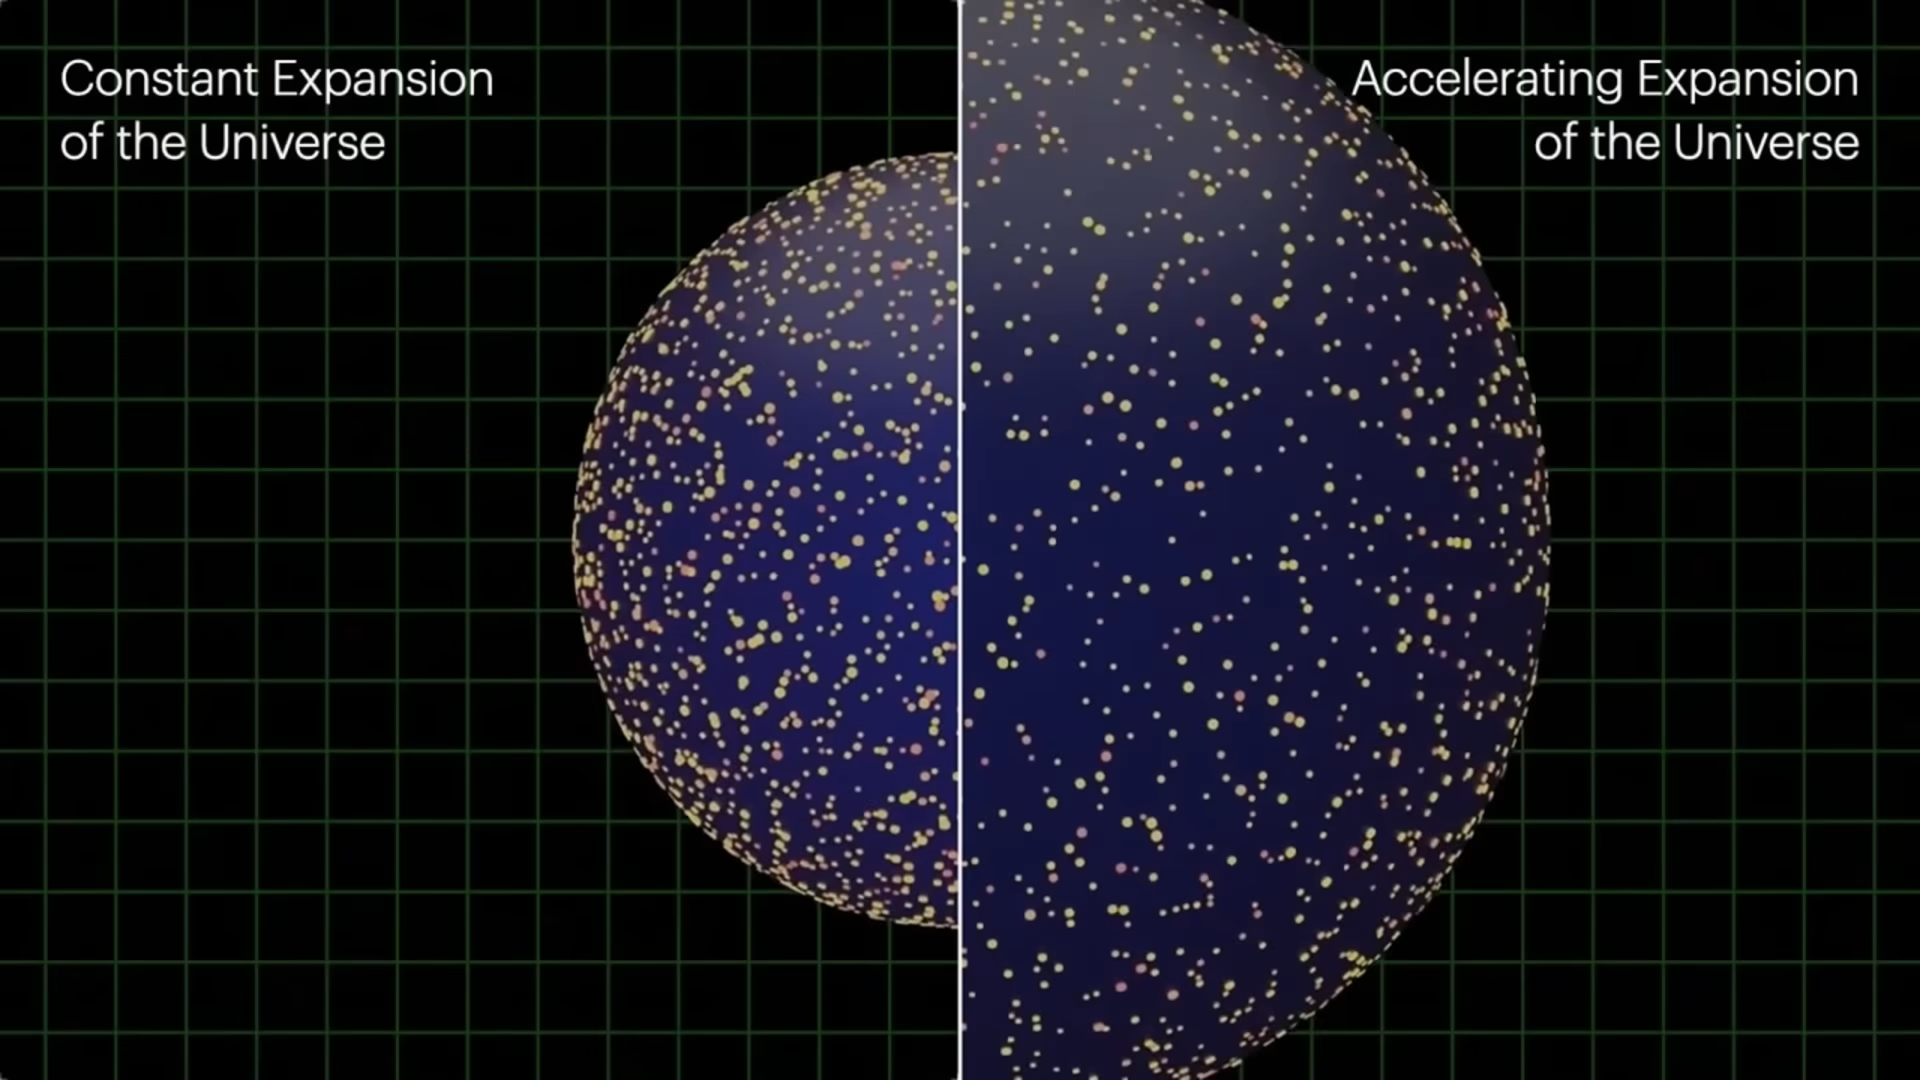 Constant Expansion
of the Universe
Accelerating Expansion
of the Universe